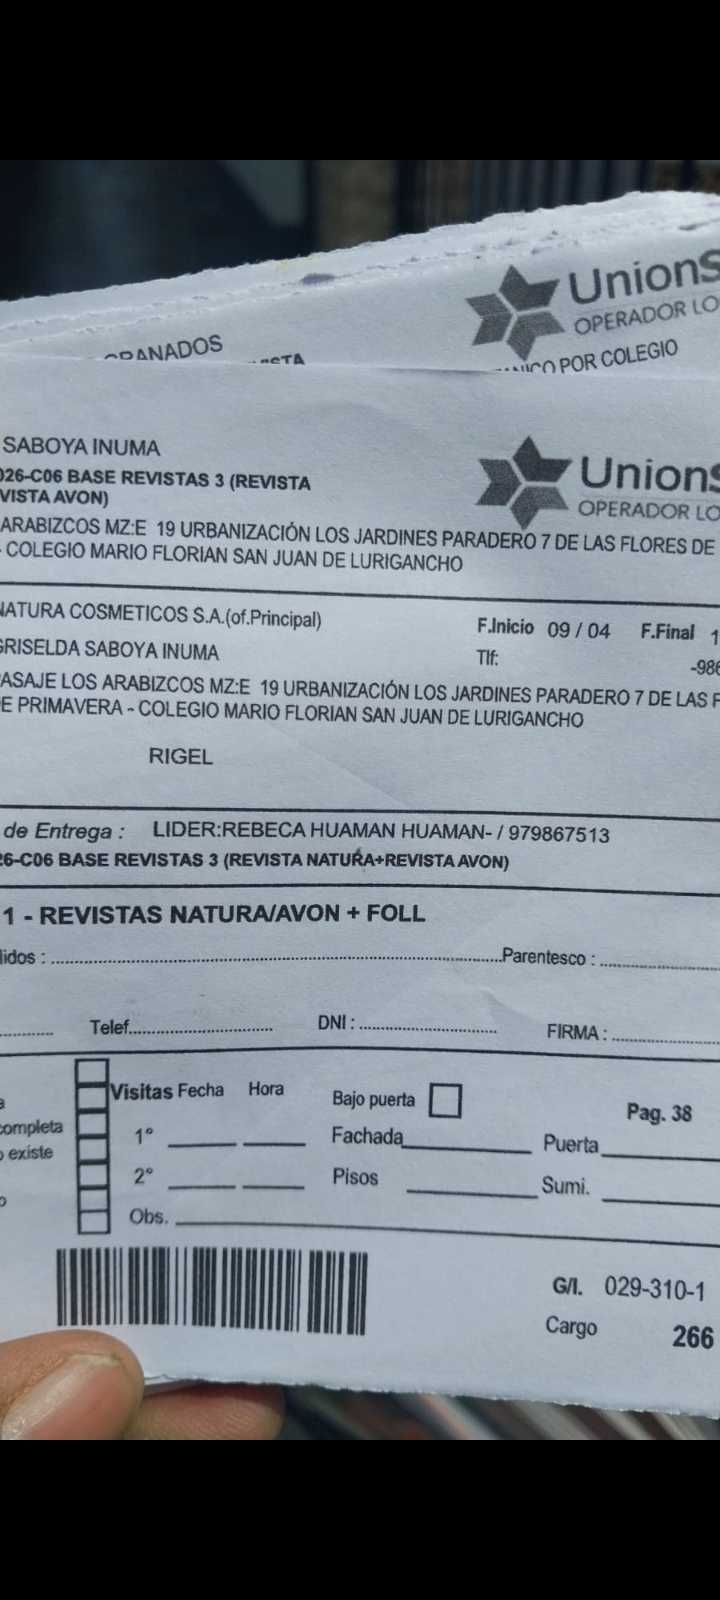 Union
OPERADOR LO
GRANADOS
POR COLEGIO
SABOYA INUMA
026-C06 BASE REVISTAS 3 (REVISTA
VISTA AVON)
Union
OPERADOR LO
ARABIZCOS MZ:E 19 URBANIZACIÓN LOS JARDINES PARADERO 7 DE LAS FLORES DE
- COLEGIO MARIO FLORIAN SAN JUAN DE LURIGANCHO
NATURA COSMETICOS S.A.(of.Principal)
F.Inicio 09 / 04 F.Final 1
GRISELDA SABOYA INUMA
Tlf: -986
PASAJE LOS ARABIZCOS MZ:E 19 URBANIZACIÓN LOS JARDINES PARADERO 7 DE LAS F
E PRIMAVERA - COLEGIO MARIO FLORIAN SAN JUAN DE LURIGANCHO
RIGEL
de Entrega : LIDER:REBECA HUAMAN HUAMAN- / 979867513
26-C06 BASE REVISTAS 3 (REVISTA NATURA+REVISTA AVON)
1 - REVISTAS NATURA/AVON + FOLL
lidos : Parentesco :
Telef. DNI : FIRMA :
Visitas Fecha Hora Bajo puerta Pag. 38
completa 1° Fachada Puerta
existe 2° Pisos Sumi.
Obs.
G/I. 029-310-1
Cargo 266